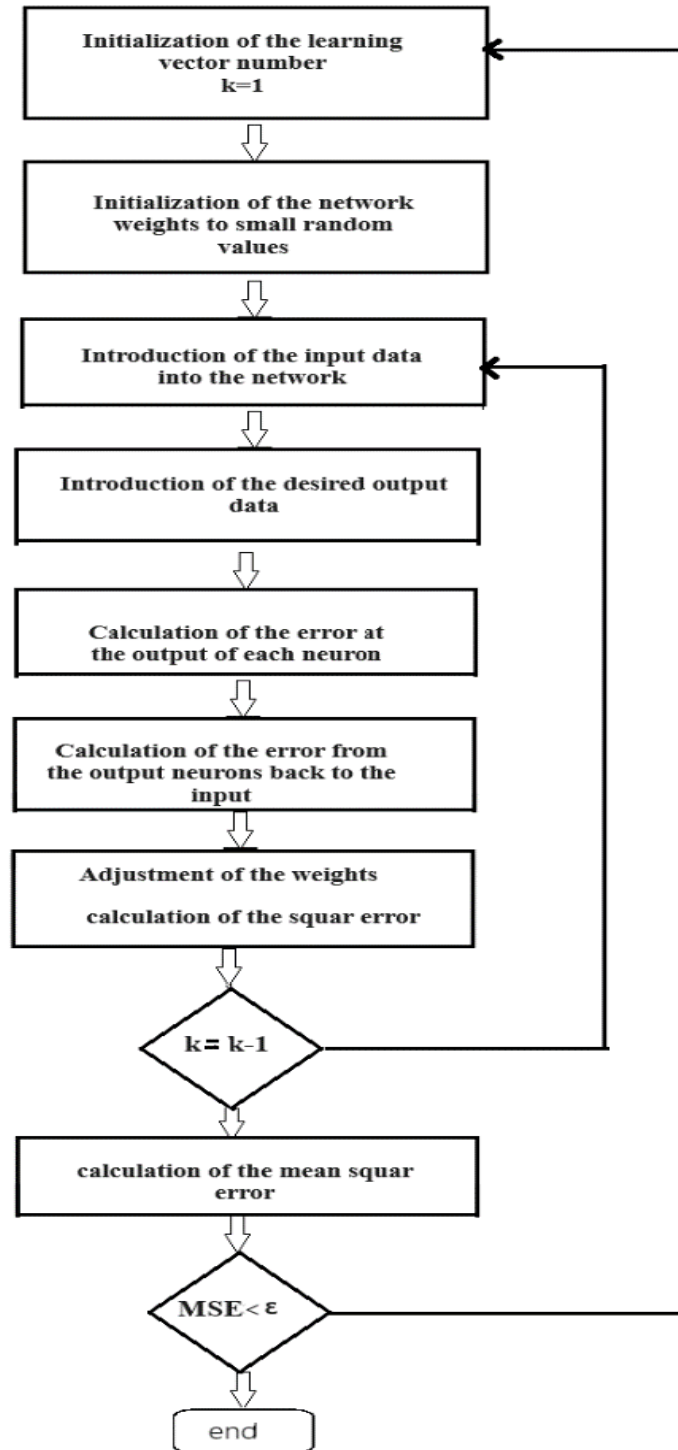 Initialization of the learning
vector number
k=1
Initialization of the network
weights to small random
values
Introduction of the input data
into the network
Introduction of the desired output
data
Calculation of the error at
the output of each neuron
Calculation of the error from
the output neurons back to the
input
Adjustment of the weights
calculation of the squar error
k = k-1
calculation of the mean squar
error
MSE< ε
end